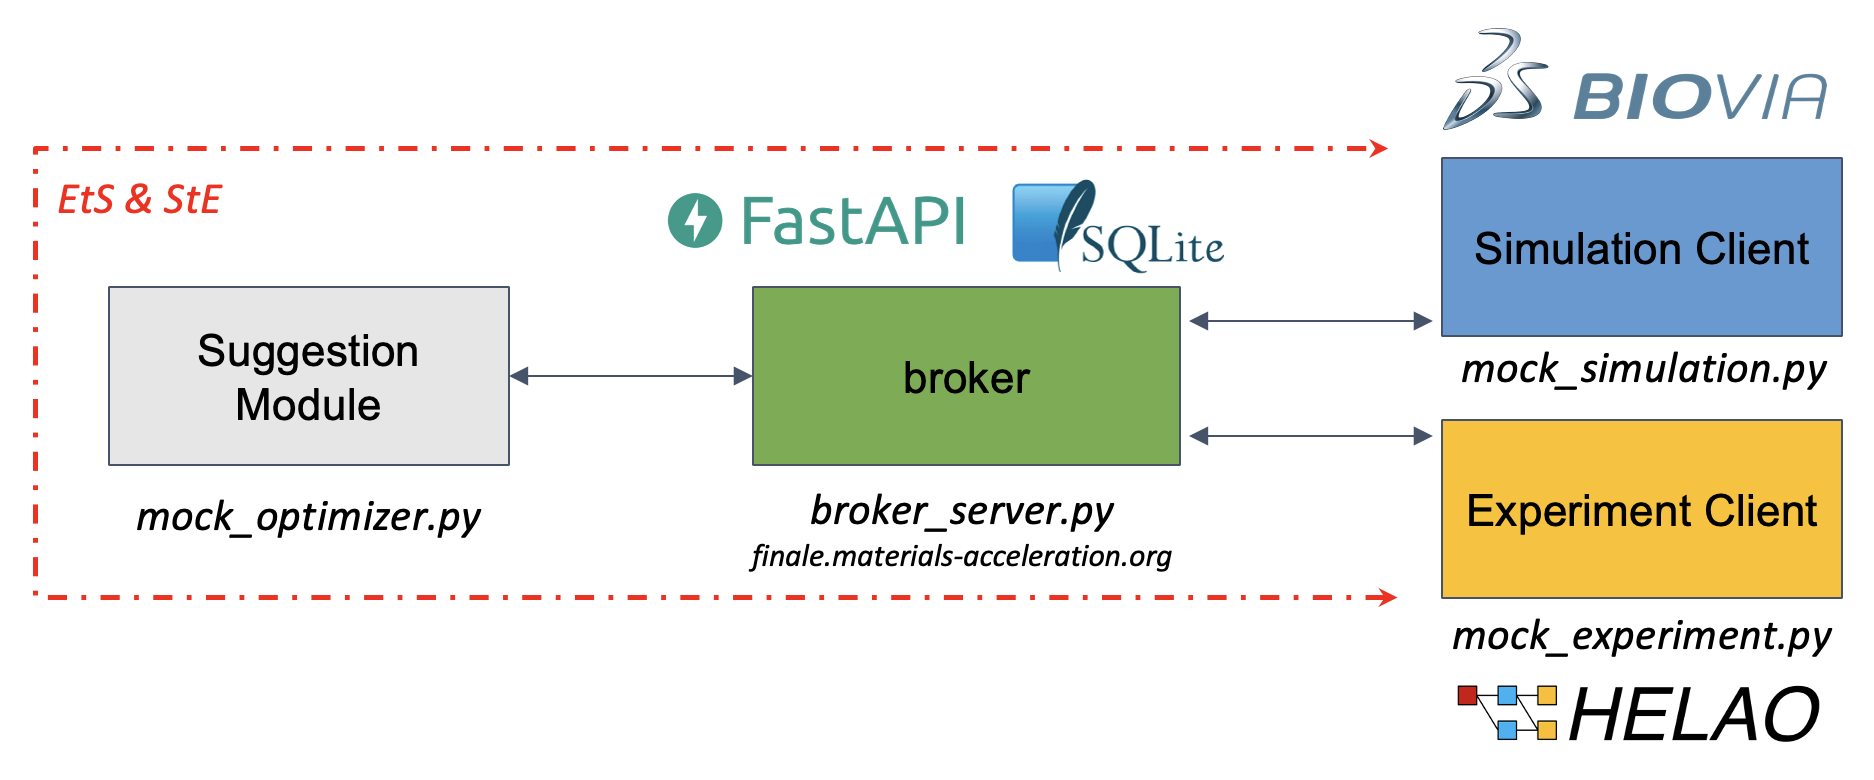 3DS BIOVIA
EtS & StE
FastAPI
SQLite
Simulation Client
Suggestion
Module
broker
mock_simulation.py
mock_optimizer.py
broker_server.py
finale.materials-acceleration.org
Experiment Client
mock_experiment.py
HELAO